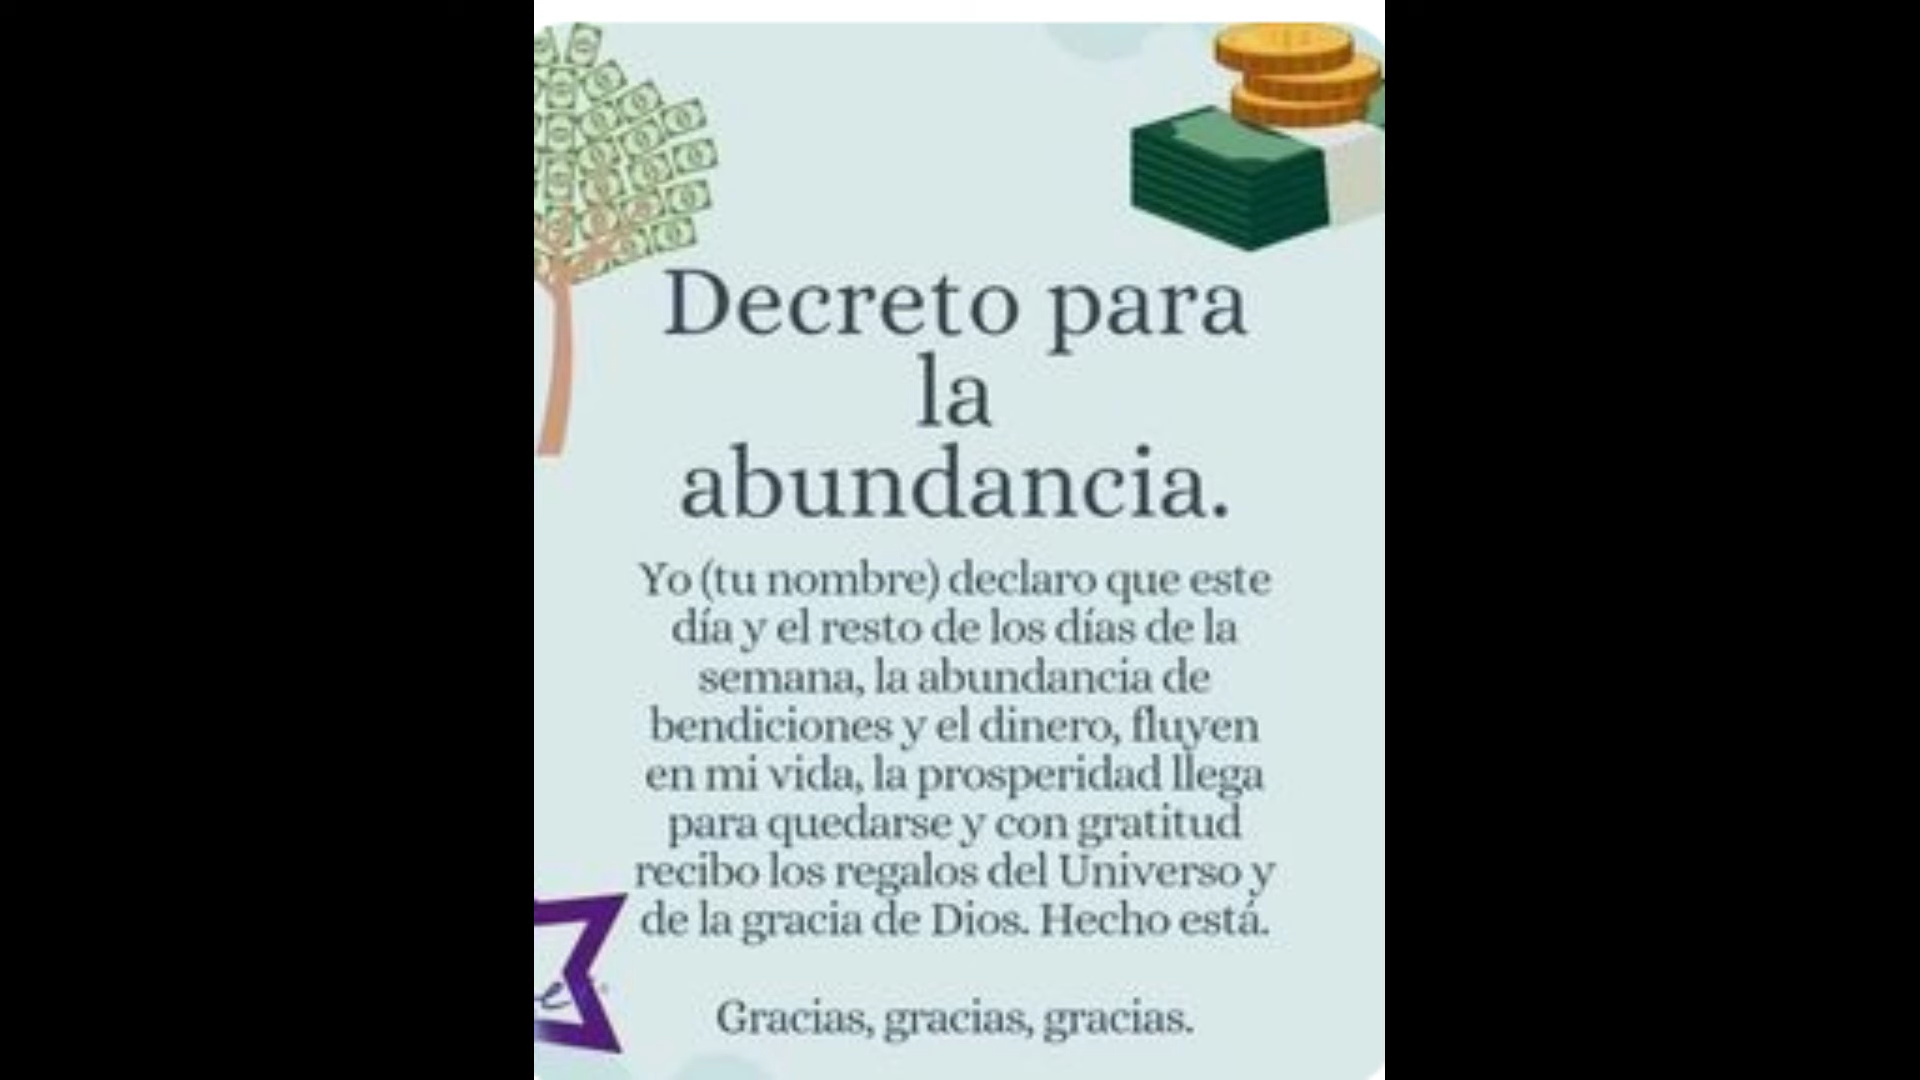 Decreto para
la
abundancia.
Yo (tu nombre) declaro que este
día y el resto de los días de la
semana, la abundancia de
bendiciones y el dinero, fluyen
en mi vida, la prosperidad llega
para quedarse y con gratitud
recibo los regalos del Universo y
de la gracia de Dios. Hecho está.
Gracias, gracias, gracias.